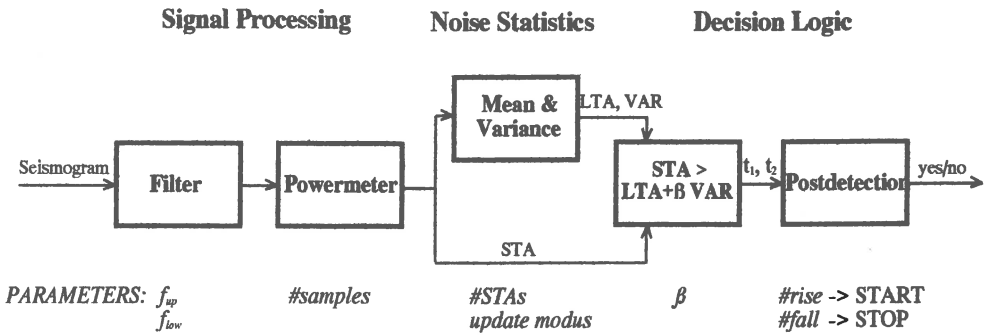 Signal Processing Noise Statistics Decision Logic
Mean &
Variance
LTA, VAR
Seismogram
Filter
Powermeter
STA >
LTA+β VAR
t₁, t₂
Postdetection
yes/no
STA
PARAMETERS: f_up #samples #STAs β #rise -> START
f_low update modus #fall -> STOP